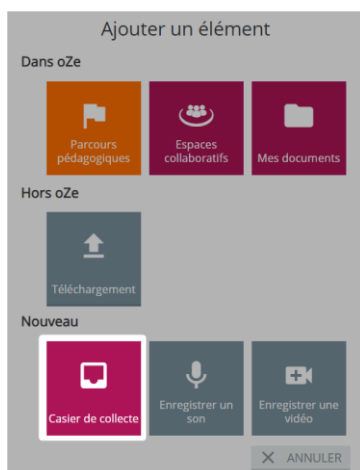 Ajouter un élément
Dans oZe
Parcours pédagogiques
Espaces collaboratifs
Mes documents
Hors oZe
Téléchargement
Nouveau
Casier de collecte
Enregistrer un son
Enregistrer une vidéo
ANNULER